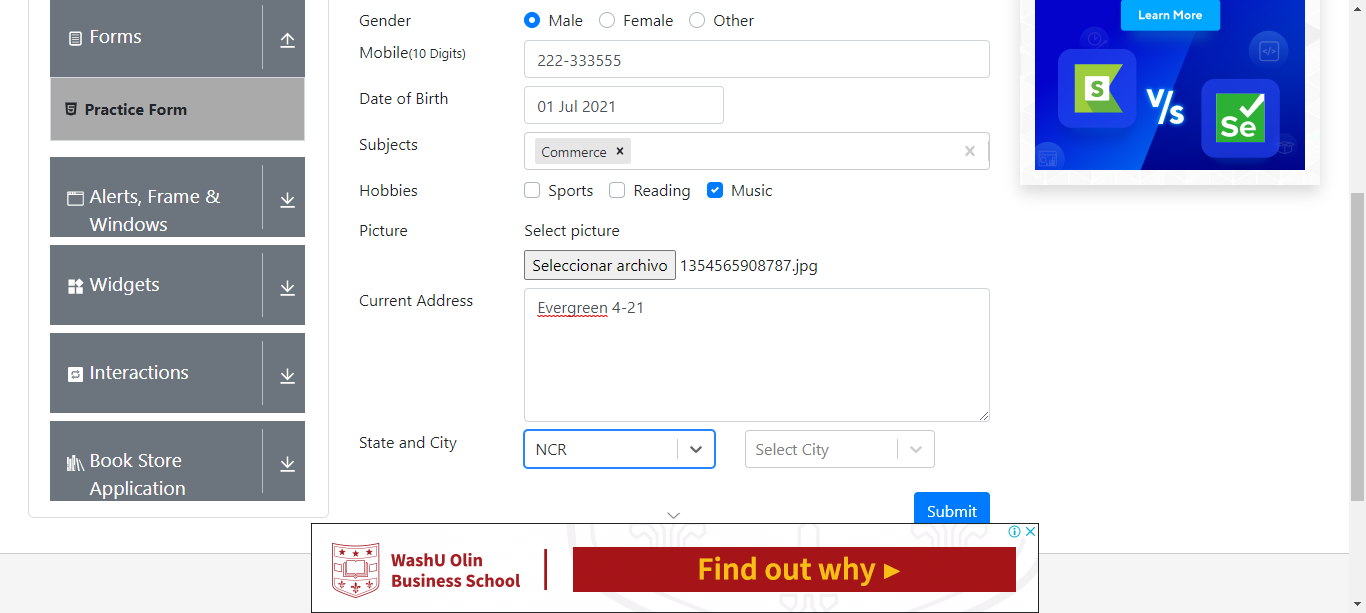 Forms
Practice Form
Alerts, Frame &
Windows
Widgets
Interactions
Book Store
Application
Gender
Male
Female
Other
Mobile(10 Digits)
222-333555
Date of Birth
01 Jul 2021
Subjects
Commerce ×
×
Hobbies
Sports
Reading
Music
Picture
Select picture
Seleccionar archivo 1354565908787.jpg
Current Address
Evergreen 4-21
State and City
NCR
Select City
Submit
Learn More
S
V/s
Se
WashU Olin
Business School
Find out why ►